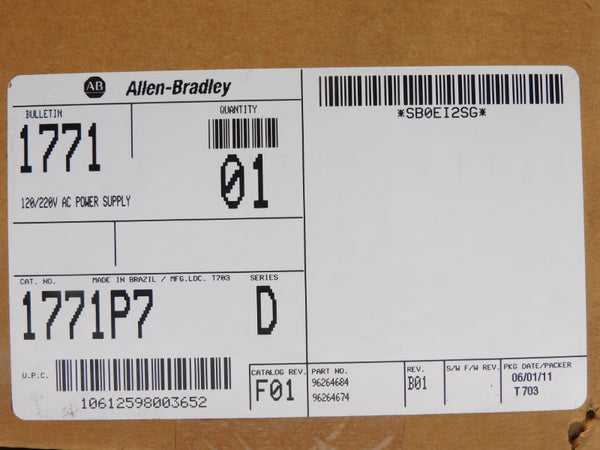 AB Allen-Bradley
BULLETIN
1771
QUANTITY
01
120/220V AC POWER SUPPLY
*SB0EI2SG*
CAT. NO. MADE IN BRAZIL / MFG.LOC. T703 SERIES
1771P7 D
U.P.C.
10612598003652
CATALOG REV.
F01
PART NO.
96264684
96264674
REV.
B01
S/W F/W REV.
PKG DATE/PACKER
06/01/11
T703